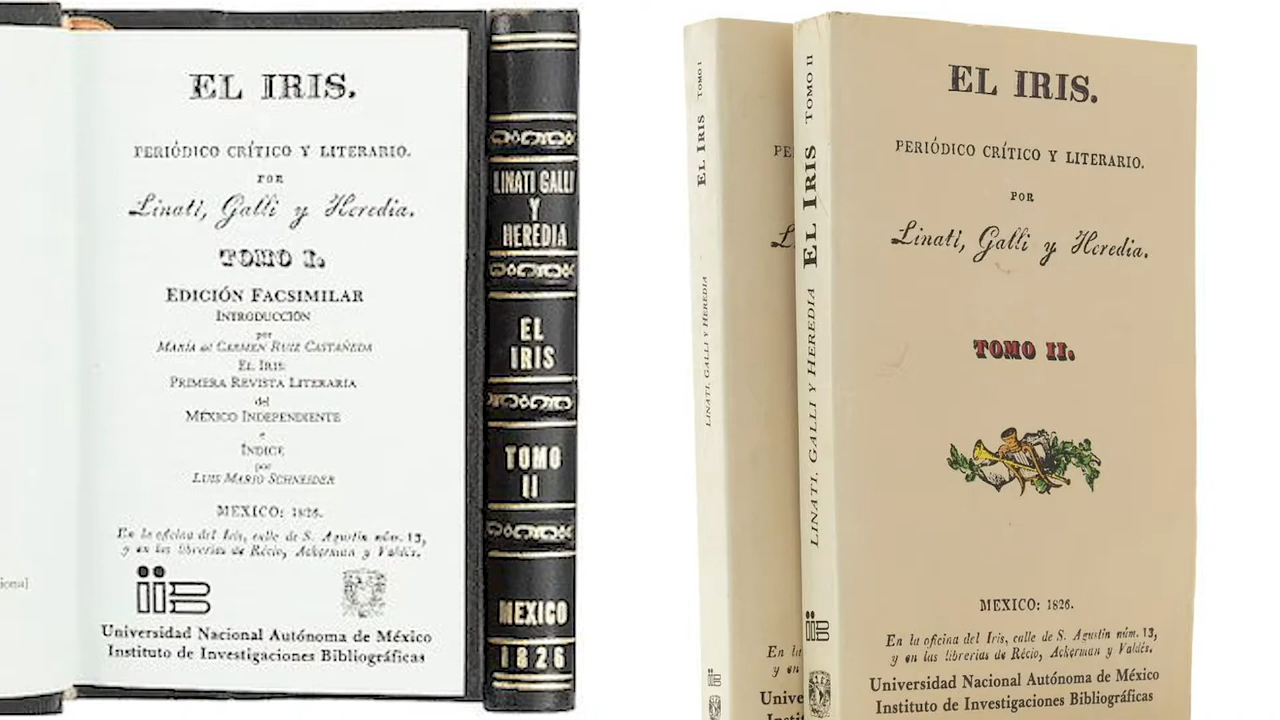 EL IRIS.
PERIÓDICO CRÍTICO Y LITERARIO.
POR
Linati, Galli y Heredia.
TOMO I.
EDICIÓN FACSIMILAR
INTRODUCCIÓN
por
MARÍA del CARMEN RUIZ CASTAÑEDA
EL IRIS:
PRIMERA REVISTA LITERARIA
del
MÉXICO INDEPENDIENTE
e
ÍNDICE
por
LUIS MARIO SCHNEIDER
MEXICO: 1826.
En la oficina del Iris, calle de S. Agustin núm. 13,
y en las librerias de Récio, Ackerman y Valdés.
iib
Universidad Nacional Autónoma de México
Instituto de Investigaciones Bibliográficas
LINATI GALLI
Y
HEREDIA
EL
IRIS
TOMO
II
MEXICO
1826
EL IRIS TOMO I
LINATI, GALLI Y HEREDIA
EL IRIS TOMO II
LINATI, GALLI Y HEREDIA
iib
EL IRIS.
PERIÓDICO CRÍTICO Y LITERARIO.
POR
Linati, Galli y Heredia.
TOMO II.
MEXICO: 1826.
En la oficina del Iris, calle de S. Agustin núm. 13,
y en las librerias de Récio, Ackerman y Valdés.
Universidad Nacional Autónoma de México
Instituto de Investigaciones Bibliográficas